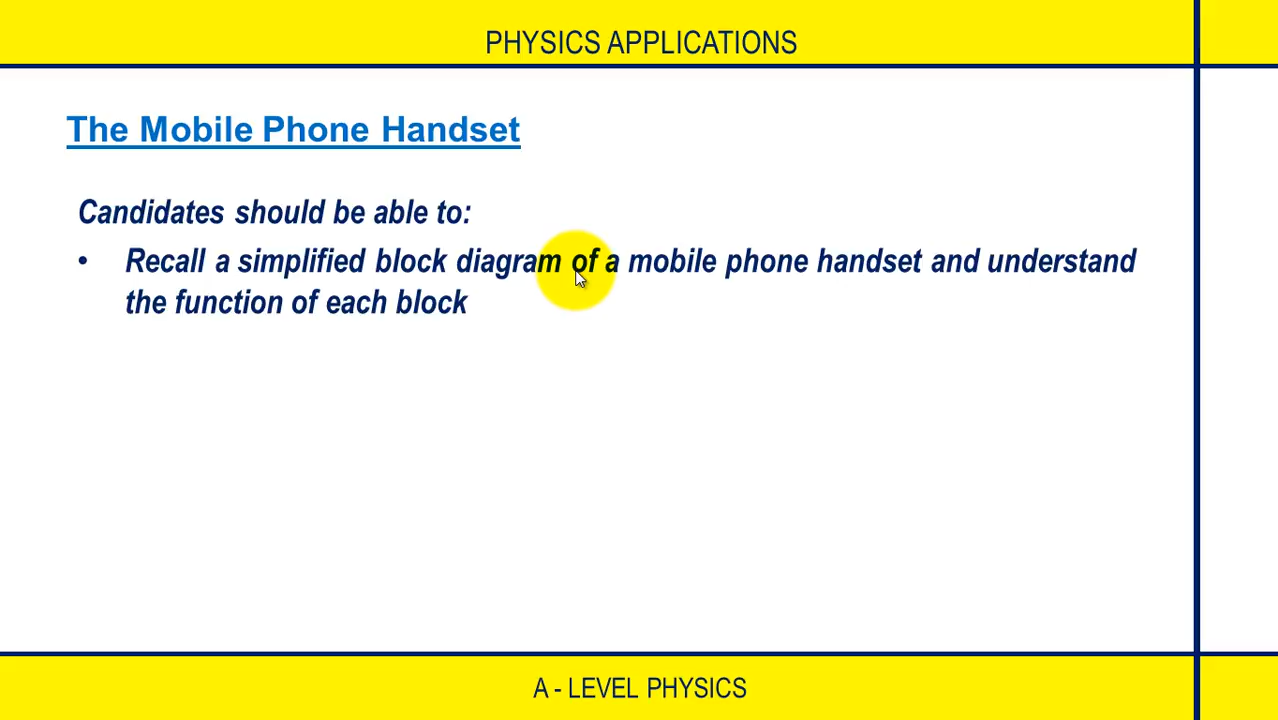 PHYSICS APPLICATIONS
The Mobile Phone Handset
Candidates should be able to:
• Recall a simplified block diagram of a mobile phone handset and understand
the function of each block
A - LEVEL PHYSICS